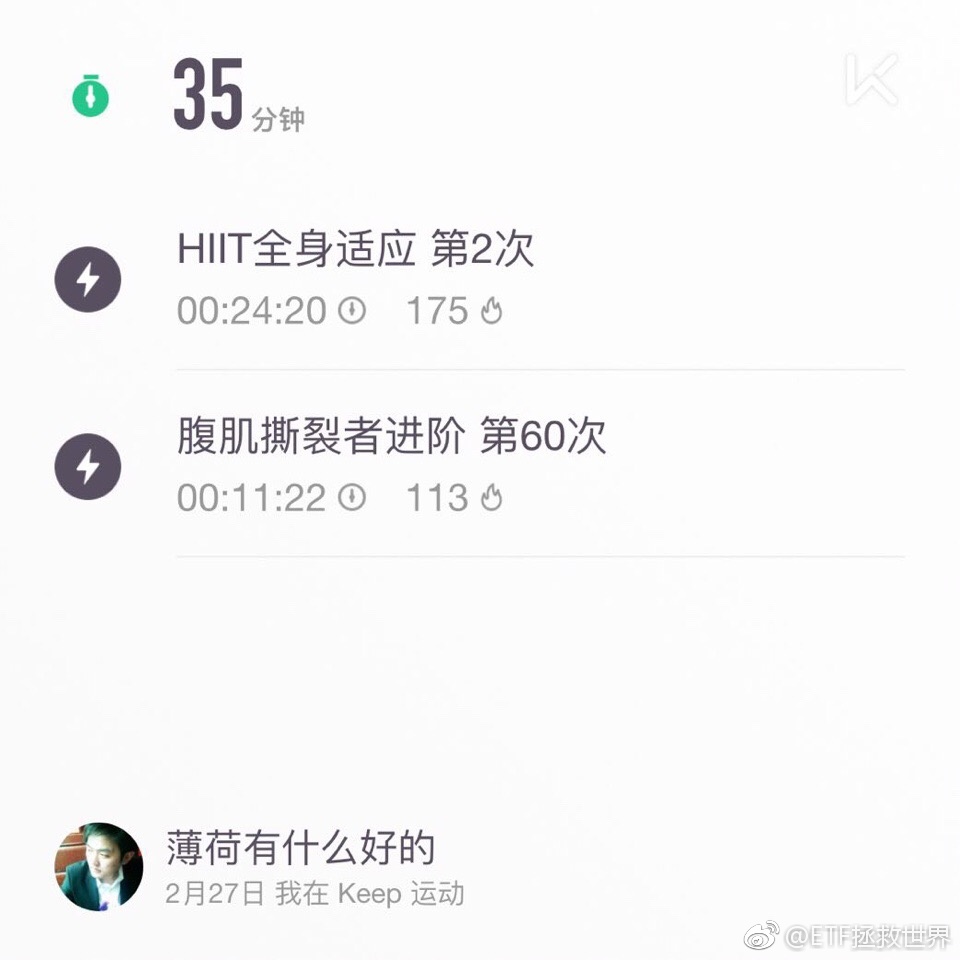 35 分钟
HIIT全身适应 第2次
00:24:20 175
腹肌撕裂者进阶 第60次
00:11:22 113
薄荷有什么好的
2月27日 我在 Keep 运动
@ETF拯救世界